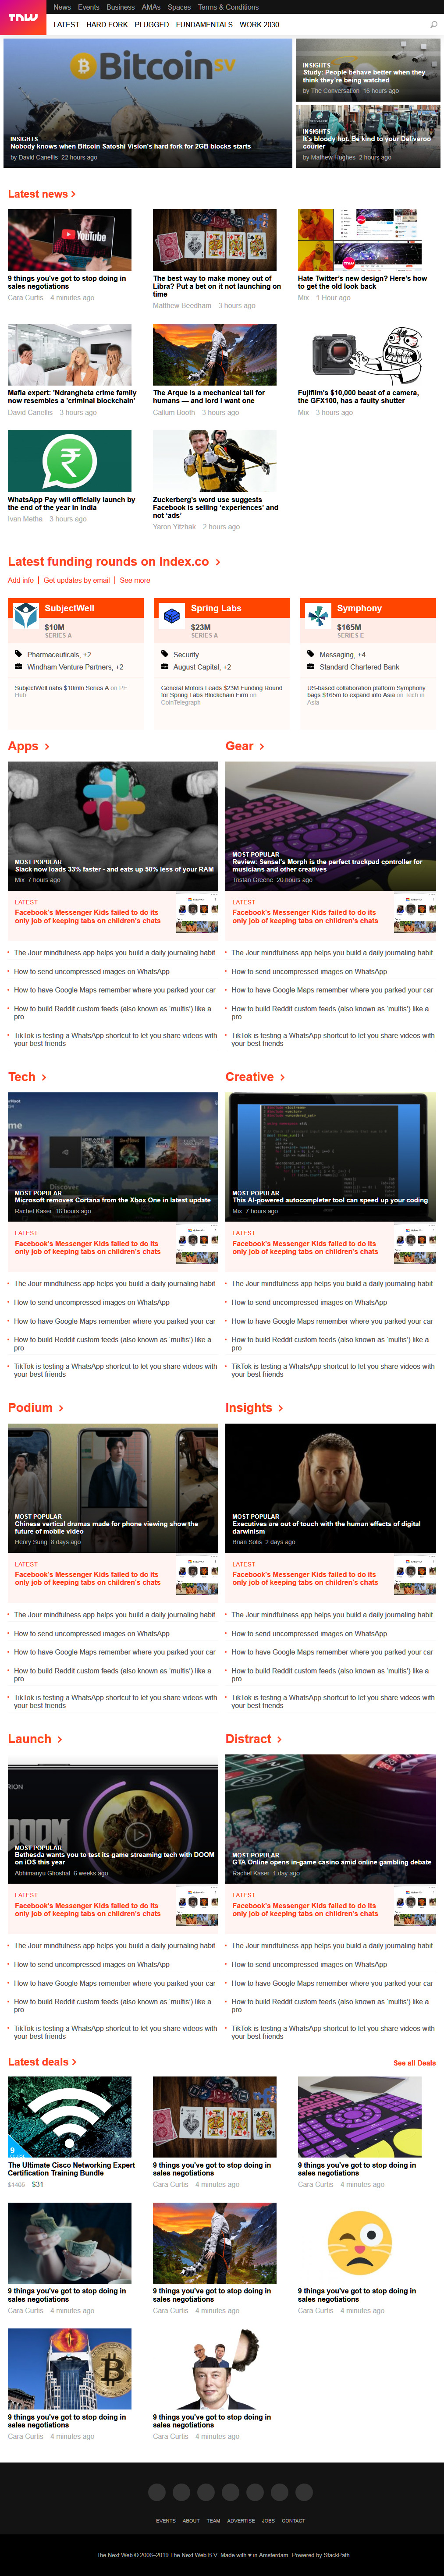 TNW
News Events Business AMAs Spaces Terms & Conditions
LATEST HARD FORK PLUGGED FUNDAMENTALS WORK 2030
Bitcoin SV
INSIGHTS
Nobody knows when Bitcoin Satoshi Vision's hard fork for 2GB blocks starts
by David Canellis 22 hours ago
INSIGHTS
Study: People behave better when they
think they're being watched
by The Conversation 16 hours ago
INSIGHTS
It's bloody hot. Be kind to your Deliveroo
courier
by Mathew Hughes 2 hours ago
Latest news
YouTube
9 things you've got to stop doing in
sales negotiations
Cara Curtis 4 minutes ago
The best way to make money out of
Libra? Put a bet on it not launching on
time
Matthew Beedham 3 hours ago
Hate Twitter's new design? Here's how
to get the old look back
Mix 1 Hour ago
Mafia expert: 'Ndrangheta crime family
now resembles a 'criminal blockchain'
David Canellis 3 hours ago
The Arque is a mechanical tail for
humans — and lord I want one
Callum Booth 3 hours ago
Fujifilm's $10,000 beast of a camera,
the GFX100, has a faulty shutter
Mix 3 hours ago
WhatsApp Pay will officially launch by
the end of the year in India
Ivan Metha 3 hours ago
Zuckerberg's word use suggests
Facebook is selling 'experiences' and
not 'ads'
Yaron Yitzhak 2 hours ago
Latest funding rounds on Index.co
Add info | Get updates by email | See more
SubjectWell
$10M
SERIES A
Pharmaceuticals, +2
Windham Venture Partners, +2
SubjectWell nabs $10mln Series A on PE
Hub
Spring Labs
$23M
SERIES A
Security
August Capital, +2
General Motors Leads $23M Funding Round
for Spring Labs Blockchain Firm on
CoinTelegraph
Symphony
$165M
SERIES E
Messaging, +4
Standard Chartered Bank
US-based collaboration platform Symphony
bags $165m to expand into Asia on Tech in
Asia
Apps
MOST POPULAR
Slack now loads 33% faster - and eats up 50% less of your RAM
Mix 7 hours ago
LATEST
Facebook's Messenger Kids failed to do its
only job of keeping tabs on children's chats
The Jour mindfulness app helps you build a daily journaling habit
How to send uncompressed images on WhatsApp
How to have Google Maps remember where you parked your car
How to build Reddit custom feeds (also known as 'multis') like a
pro
TikTok is testing a WhatsApp shortcut to let you share videos with
your best friends
Gear
MOST POPULAR
Review: Sensel's Morph is the perfect trackpad controller for
musicians and other creatives
Tristan Greene 20 hours ago
LATEST
Facebook's Messenger Kids failed to do its
only job of keeping tabs on children's chats
The Jour mindfulness app helps you build a daily journaling habit
How to send uncompressed images on WhatsApp
How to have Google Maps remember where you parked your car
How to build Reddit custom feeds (also known as 'multis') like a
pro
TikTok is testing a WhatsApp shortcut to let you share videos with
your best friends
Tech
Discover
MOST POPULAR
Microsoft removes Cortana from the Xbox One in latest update
Rachel Kaser 16 hours ago
LATEST
Facebook's Messenger Kids failed to do its
only job of keeping tabs on children's chats
The Jour mindfulness app helps you build a daily journaling habit
How to send uncompressed images on WhatsApp
How to have Google Maps remember where you parked your car
How to build Reddit custom feeds (also known as 'multis') like a
pro
TikTok is testing a WhatsApp shortcut to let you share videos with
your best friends
Creative
MOST POPULAR
This AI-powered autocompleter tool can speed up your coding
Mix 7 hours ago
LATEST
Facebook's Messenger Kids failed to do its
only job of keeping tabs on children's chats
The Jour mindfulness app helps you build a daily journaling habit
How to send uncompressed images on WhatsApp
How to have Google Maps remember where you parked your car
How to build Reddit custom feeds (also known as 'multis') like a
pro
TikTok is testing a WhatsApp shortcut to let you share videos with
your best friends
Podium
MOST POPULAR
Chinese vertical dramas made for phone viewing show the
future of mobile video
Henry Sung 8 days ago
LATEST
Facebook's Messenger Kids failed to do its
only job of keeping tabs on children's chats
The Jour mindfulness app helps you build a daily journaling habit
How to send uncompressed images on WhatsApp
How to have Google Maps remember where you parked your car
How to build Reddit custom feeds (also known as 'multis') like a
pro
TikTok is testing a WhatsApp shortcut to let you share videos with
your best friends
Insights
MOST POPULAR
Executives are out of touch with the human effects of digital
darwinism
Brian Solis 2 days ago
LATEST
Facebook's Messenger Kids failed to do its
only job of keeping tabs on children's chats
The Jour mindfulness app helps you build a daily journaling habit
How to send uncompressed images on WhatsApp
How to have Google Maps remember where you parked your car
How to build Reddit custom feeds (also known as 'multis') like a
pro
TikTok is testing a WhatsApp shortcut to let you share videos with
your best friends
Launch
DOOM
MOST POPULAR
Bethesda wants you to test its game streaming tech with DOOM
on iOS this year
Abhimanyu Ghoshal 6 weeks ago
LATEST
Facebook's Messenger Kids failed to do its
only job of keeping tabs on children's chats
The Jour mindfulness app helps you build a daily journaling habit
How to send uncompressed images on WhatsApp
How to have Google Maps remember where you parked your car
How to build Reddit custom feeds (also known as 'multis') like a
pro
TikTok is testing a WhatsApp shortcut to let you share videos with
your best friends
Distract
MOST POPULAR
GTA Online opens in-game casino amid online gambling debate
Rachel Kaser 1 day ago
LATEST
Facebook's Messenger Kids failed to do its
only job of keeping tabs on children's chats
The Jour mindfulness app helps you build a daily journaling habit
How to send uncompressed images on WhatsApp
How to have Google Maps remember where you parked your car
How to build Reddit custom feeds (also known as 'multis') like a
pro
TikTok is testing a WhatsApp shortcut to let you share videos with
your best friends
Latest deals
See all Deals
9
The Ultimate Cisco Networking Expert
Certification Training Bundle
$1405 $31
9 things you've got to stop doing in
sales negotiations
Cara Curtis 4 minutes ago
9 things you've got to stop doing in
sales negotiations
Cara Curtis 4 minutes ago
9 things you've got to stop doing in
sales negotiations
Cara Curtis 4 minutes ago
9 things you've got to stop doing in
sales negotiations
Cara Curtis 4 minutes ago
9 things you've got to stop doing in
sales negotiations
Cara Curtis 4 minutes ago
9 things you've got to stop doing in
sales negotiations
Cara Curtis 4 minutes ago
9 things you've got to stop doing in
sales negotiations
Cara Curtis 4 minutes ago
EVENTS ABOUT TEAM ADVERTISE JOBS CONTACT
The Next Web © 2006–2019 The Next Web B.V. Made with ♥ in Amsterdam. Powered by StackPath